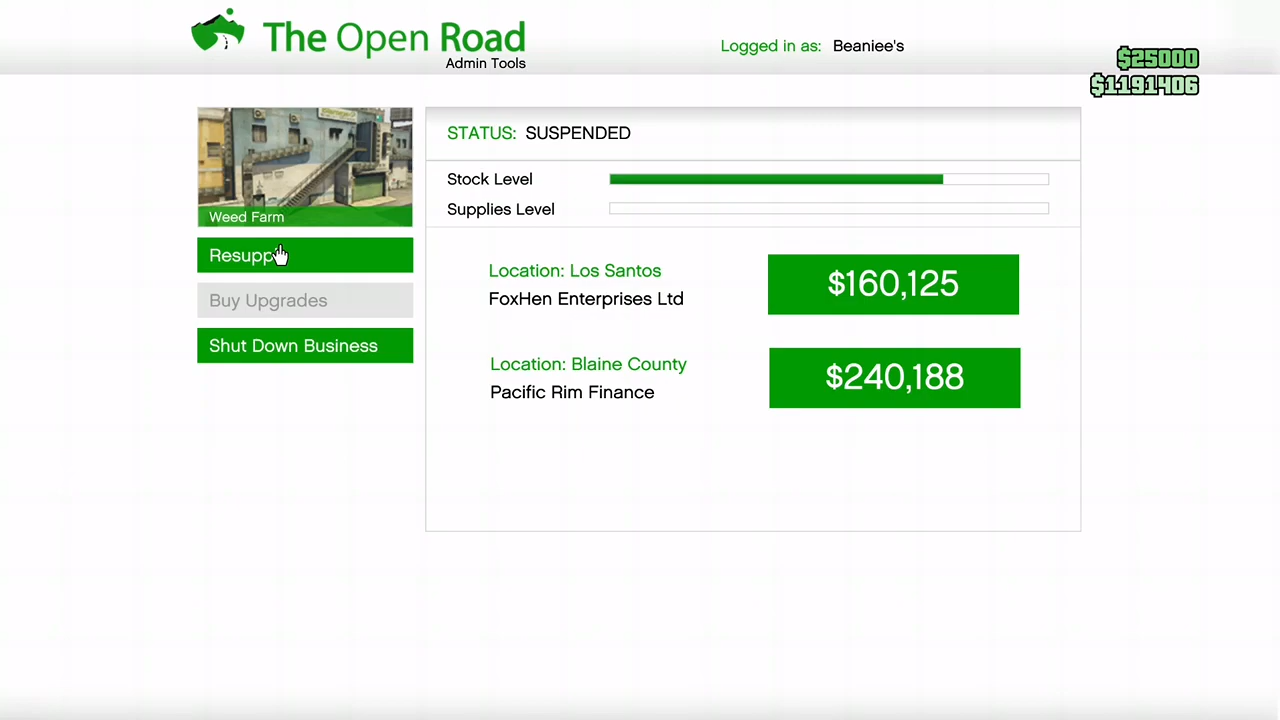 The Open Road
Admin Tools
Logged in as: Beaniee's
$25000
$1191406
Weed Farm
Resupp
Buy Upgrades
Shut Down Business
STATUS: SUSPENDED
Stock Level
Supplies Level
Location: Los Santos
FoxHen Enterprises Ltd
$160,125
Location: Blaine County
Pacific Rim Finance
$240,188